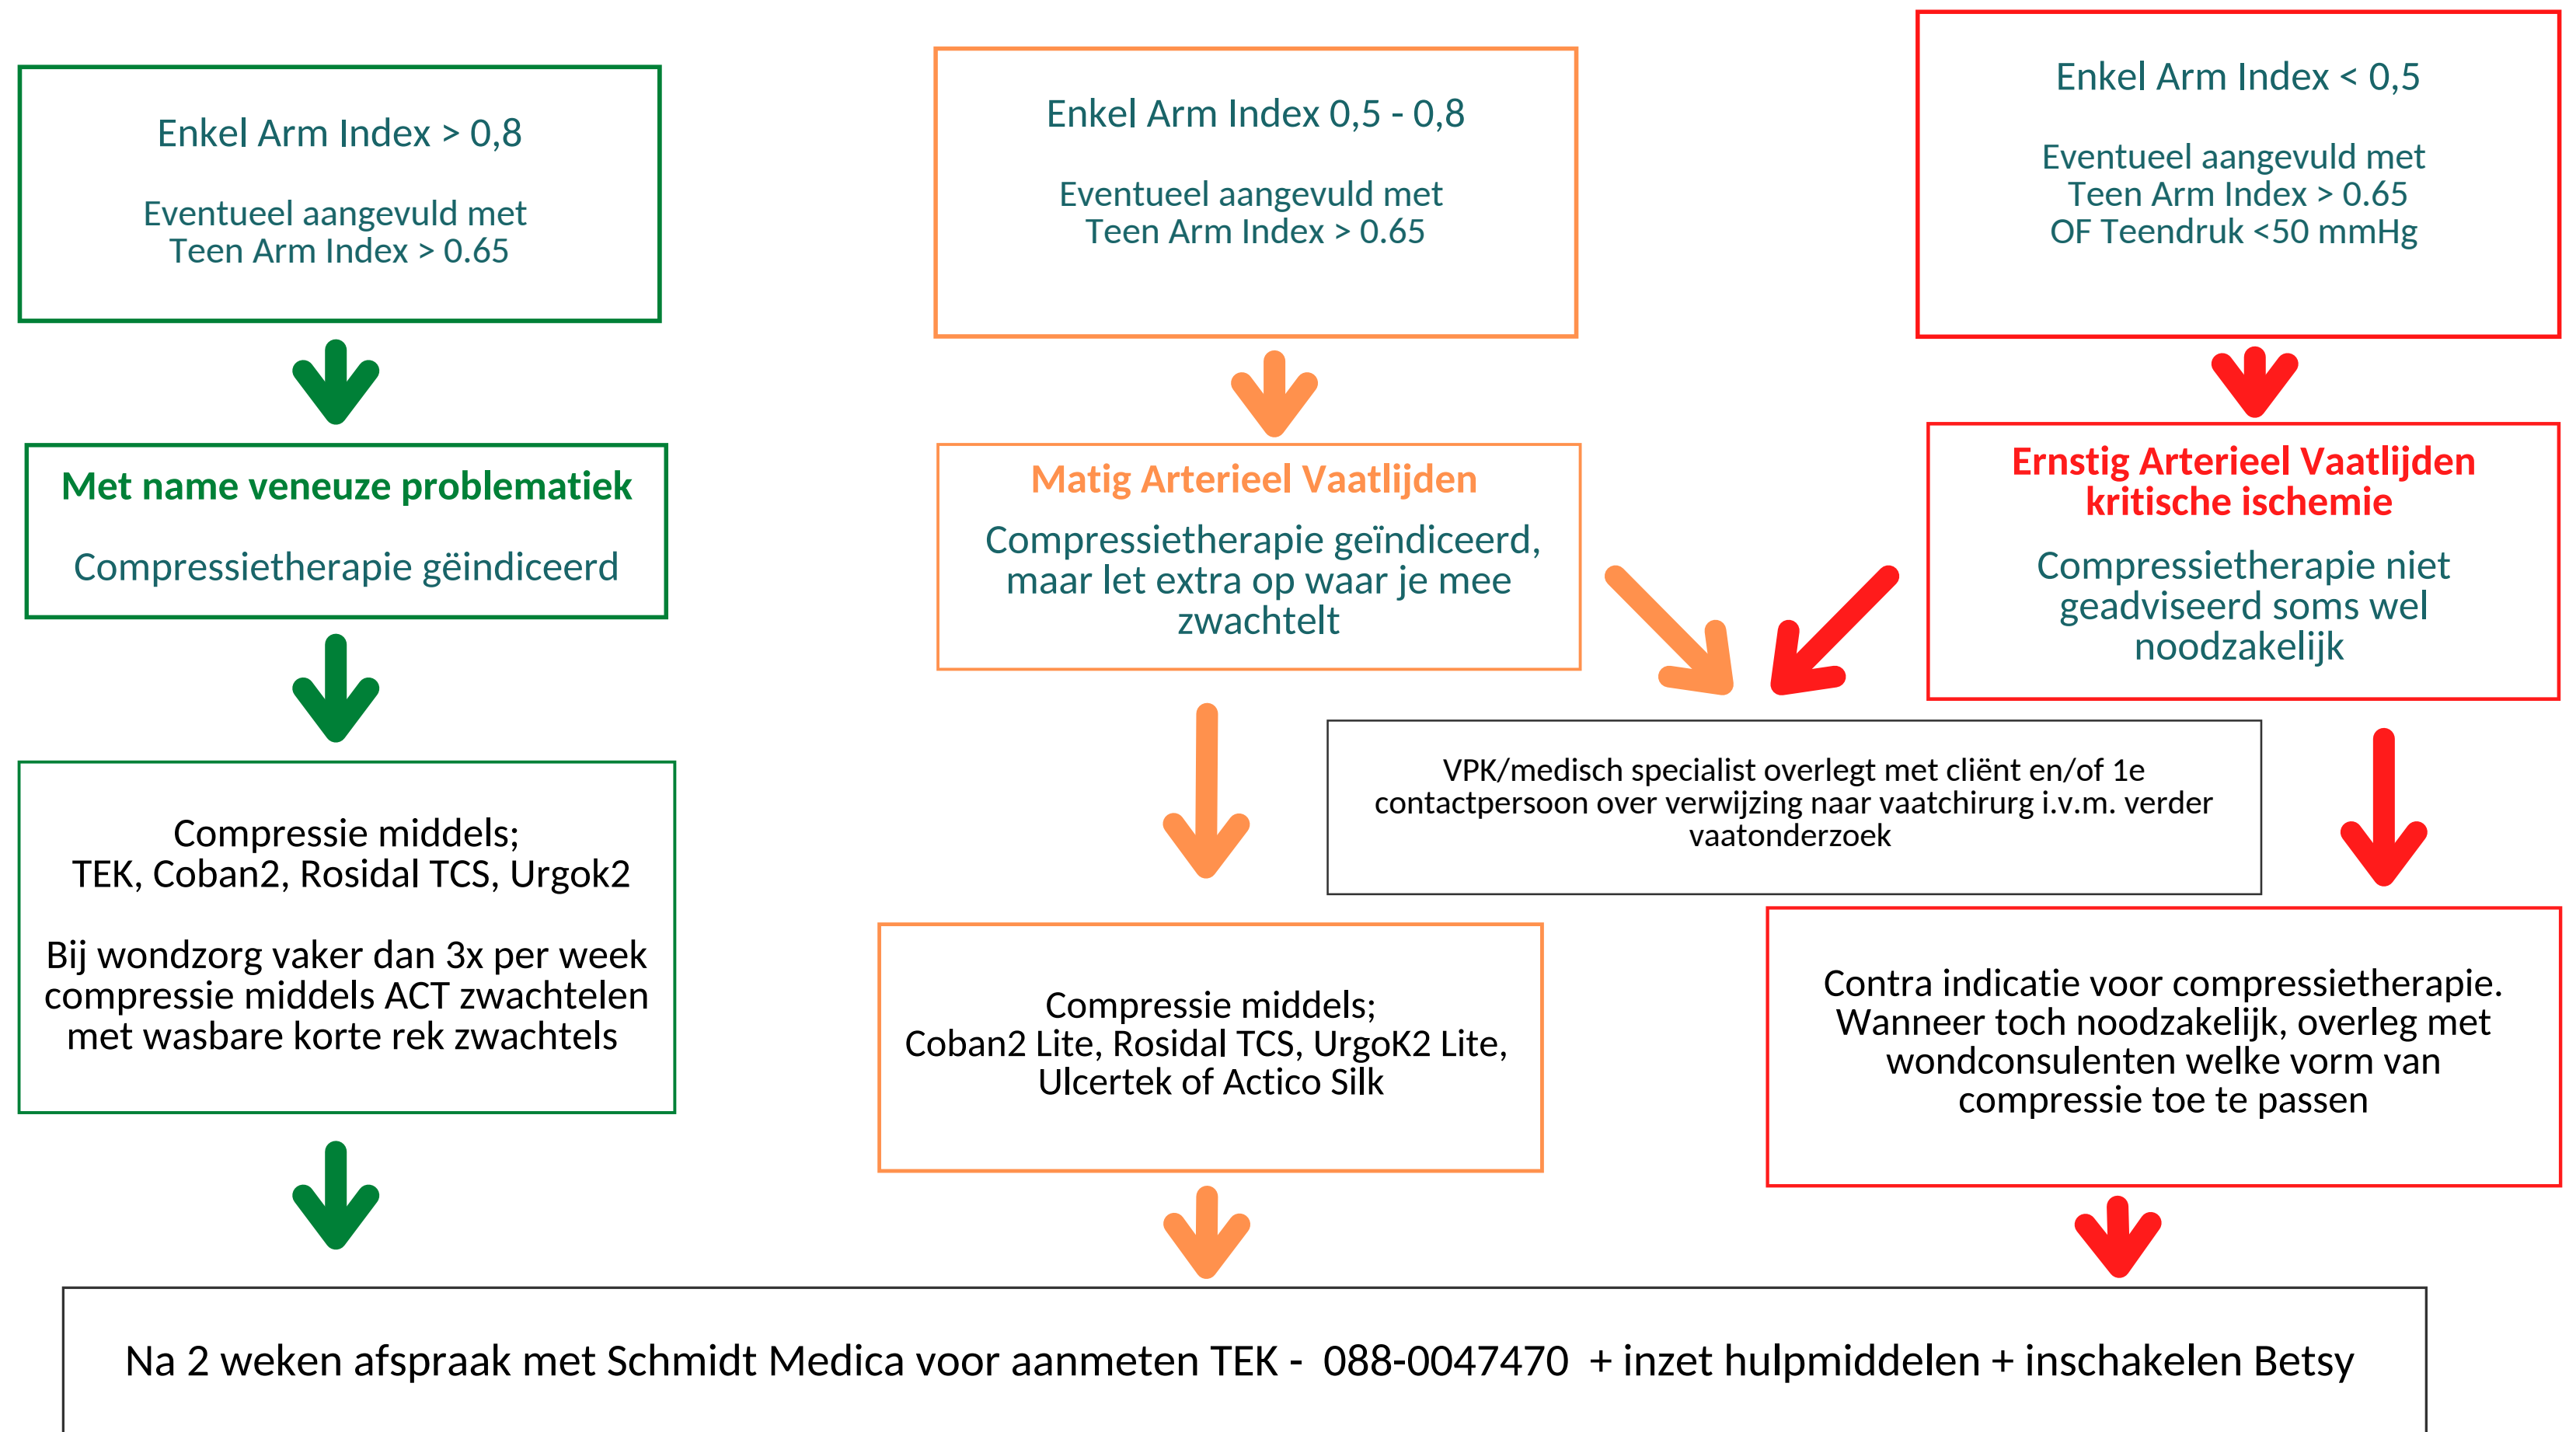 Enkel Arm Index > 0,8
Eventueel aangevuld met
Teen Arm Index > 0.65
Enkel Arm Index 0,5 - 0,8
Eventueel aangevuld met
Teen Arm Index > 0.65
Enkel Arm Index < 0,5
Eventueel aangevuld met
Teen Arm Index > 0.65
OF Teendruk <50 mmHg
Met name veneuze problematiek
Compressietherapie gëindiceerd
Matig Arterieel Vaatlijden
Compressietherapie geïndiceerd,
maar let extra op waar je mee
zwachtelt
Ernstig Arterieel Vaatlijden
kritische ischemie
Compressietherapie niet
geadviseerd soms wel
noodzakelijk
VPK/medisch specialist overlegt met cliënt en/of 1e
contactpersoon over verwijzing naar vaatchirurg i.v.m. verder
vaatonderzoek
Compressie middels;
TEK, Coban2, Rosidal TCS, Urgok2
Bij wondzorg vaker dan 3x per week
compressie middels ACT zwachtelen
met wasbare korte rek zwachtels
Compressie middels;
Coban2 Lite, Rosidal TCS, UrgoK2 Lite,
Ulcertek of Actico Silk
Contra indicatie voor compressietherapie.
Wanneer toch noodzakelijk, overleg met
wondconsulenten welke vorm van
compressie toe te passen
Na 2 weken afspraak met Schmidt Medica voor aanmeten TEK - 088-0047470 + inzet hulpmiddelen + inschakelen Betsy